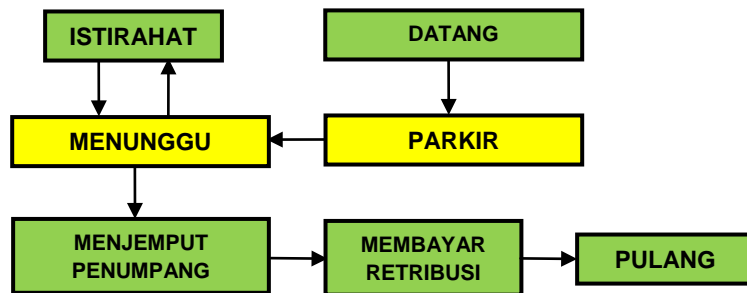 ISTIRAHAT
DATANG
MENUNGGU
PARKIR
MENJEMPUT
PENUMPANG
MEMBAYAR
RETRIBUSI
PULANG